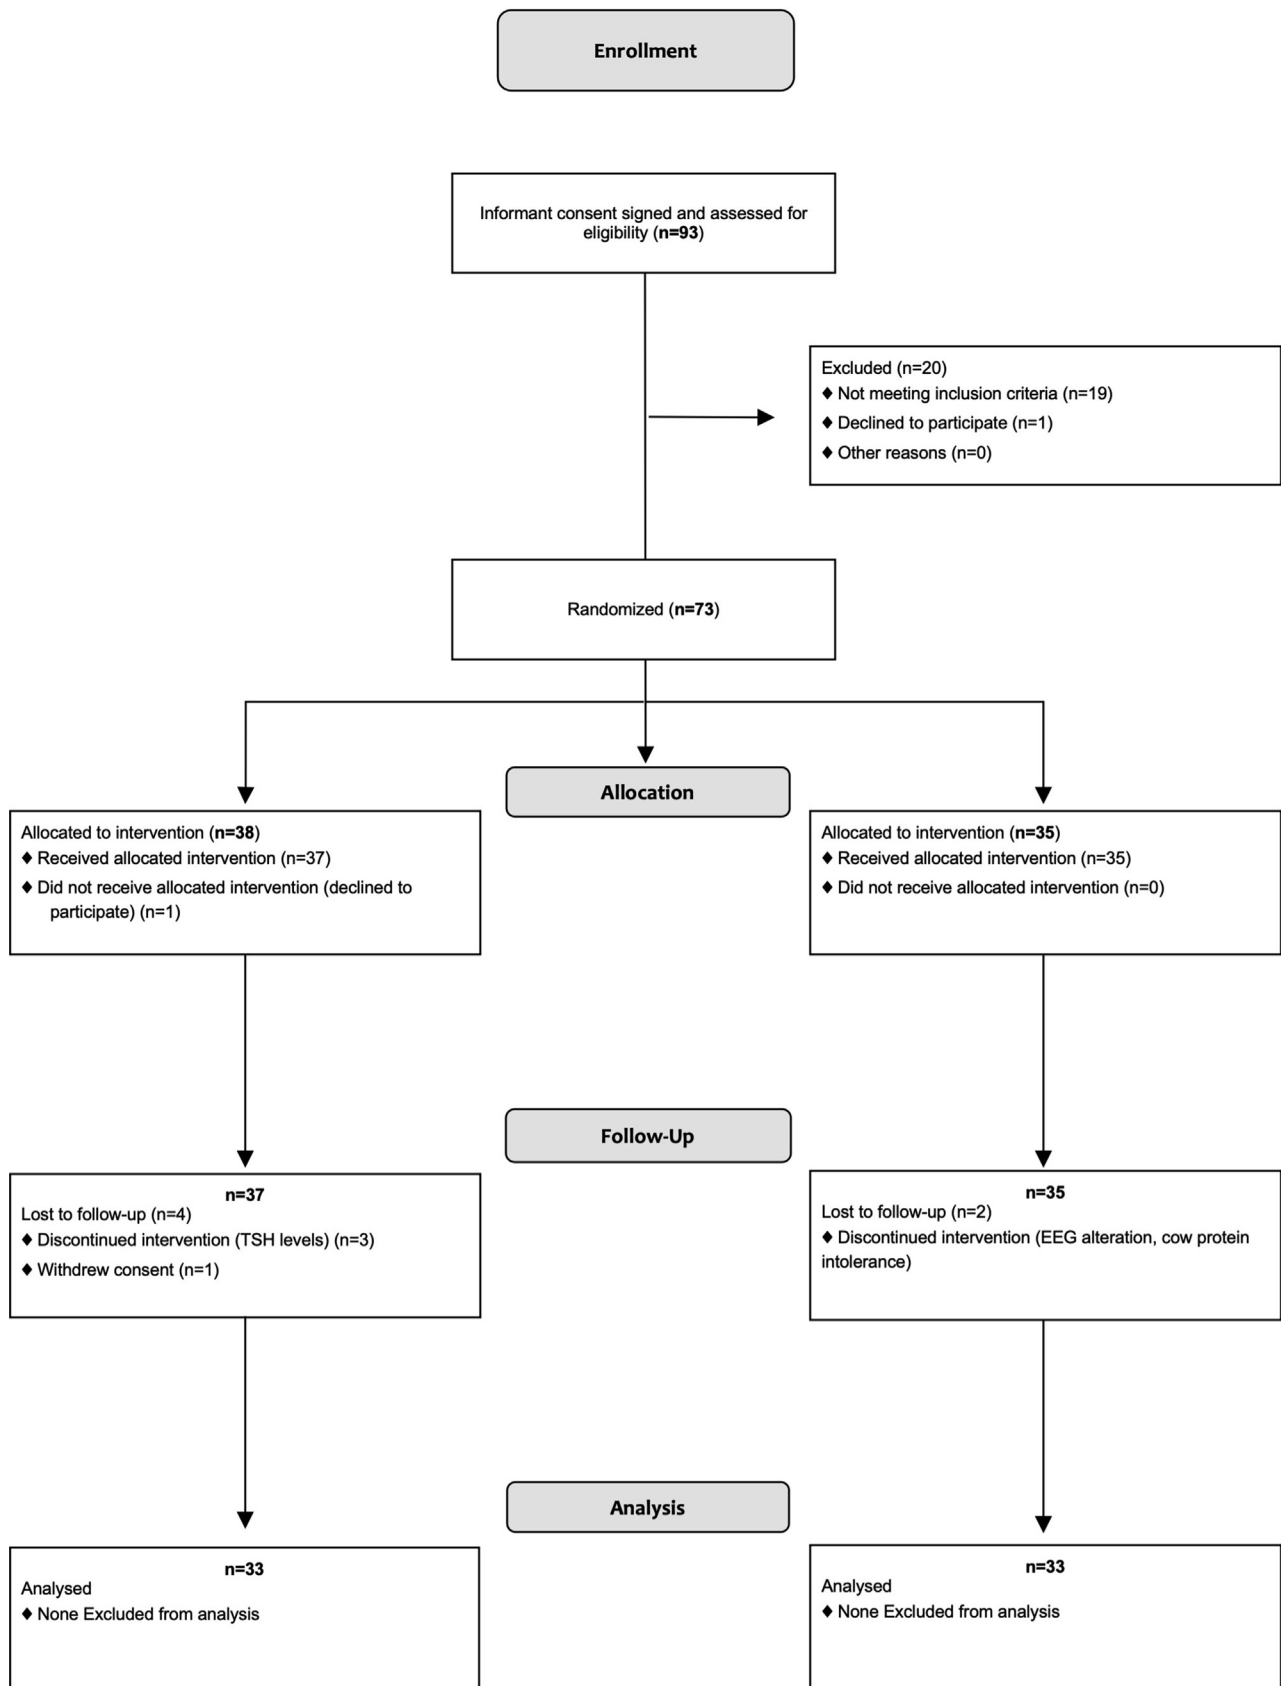 Enrollment
Informant consent signed and assessed for
eligibility (n=93)
Excluded (n=20)
♦ Not meeting inclusion criteria (n=19)
♦ Declined to participate (n=1)
♦ Other reasons (n=0)
Randomized (n=73)
Allocation
Allocated to intervention (n=38)
♦ Received allocated intervention (n=37)
♦ Did not receive allocated intervention (declined to
participate) (n=1)
Allocated to intervention (n=35)
♦ Received allocated intervention (n=35)
♦ Did not receive allocated intervention (n=0)
Follow-Up
n=37
Lost to follow-up (n=4)
♦ Discontinued intervention (TSH levels) (n=3)
♦ Withdrew consent (n=1)
n=35
Lost to follow-up (n=2)
♦ Discontinued intervention (EEG alteration, cow protein
intolerance)
Analysis
n=33
Analysed
♦ None Excluded from analysis
n=33
Analysed
♦ None Excluded from analysis